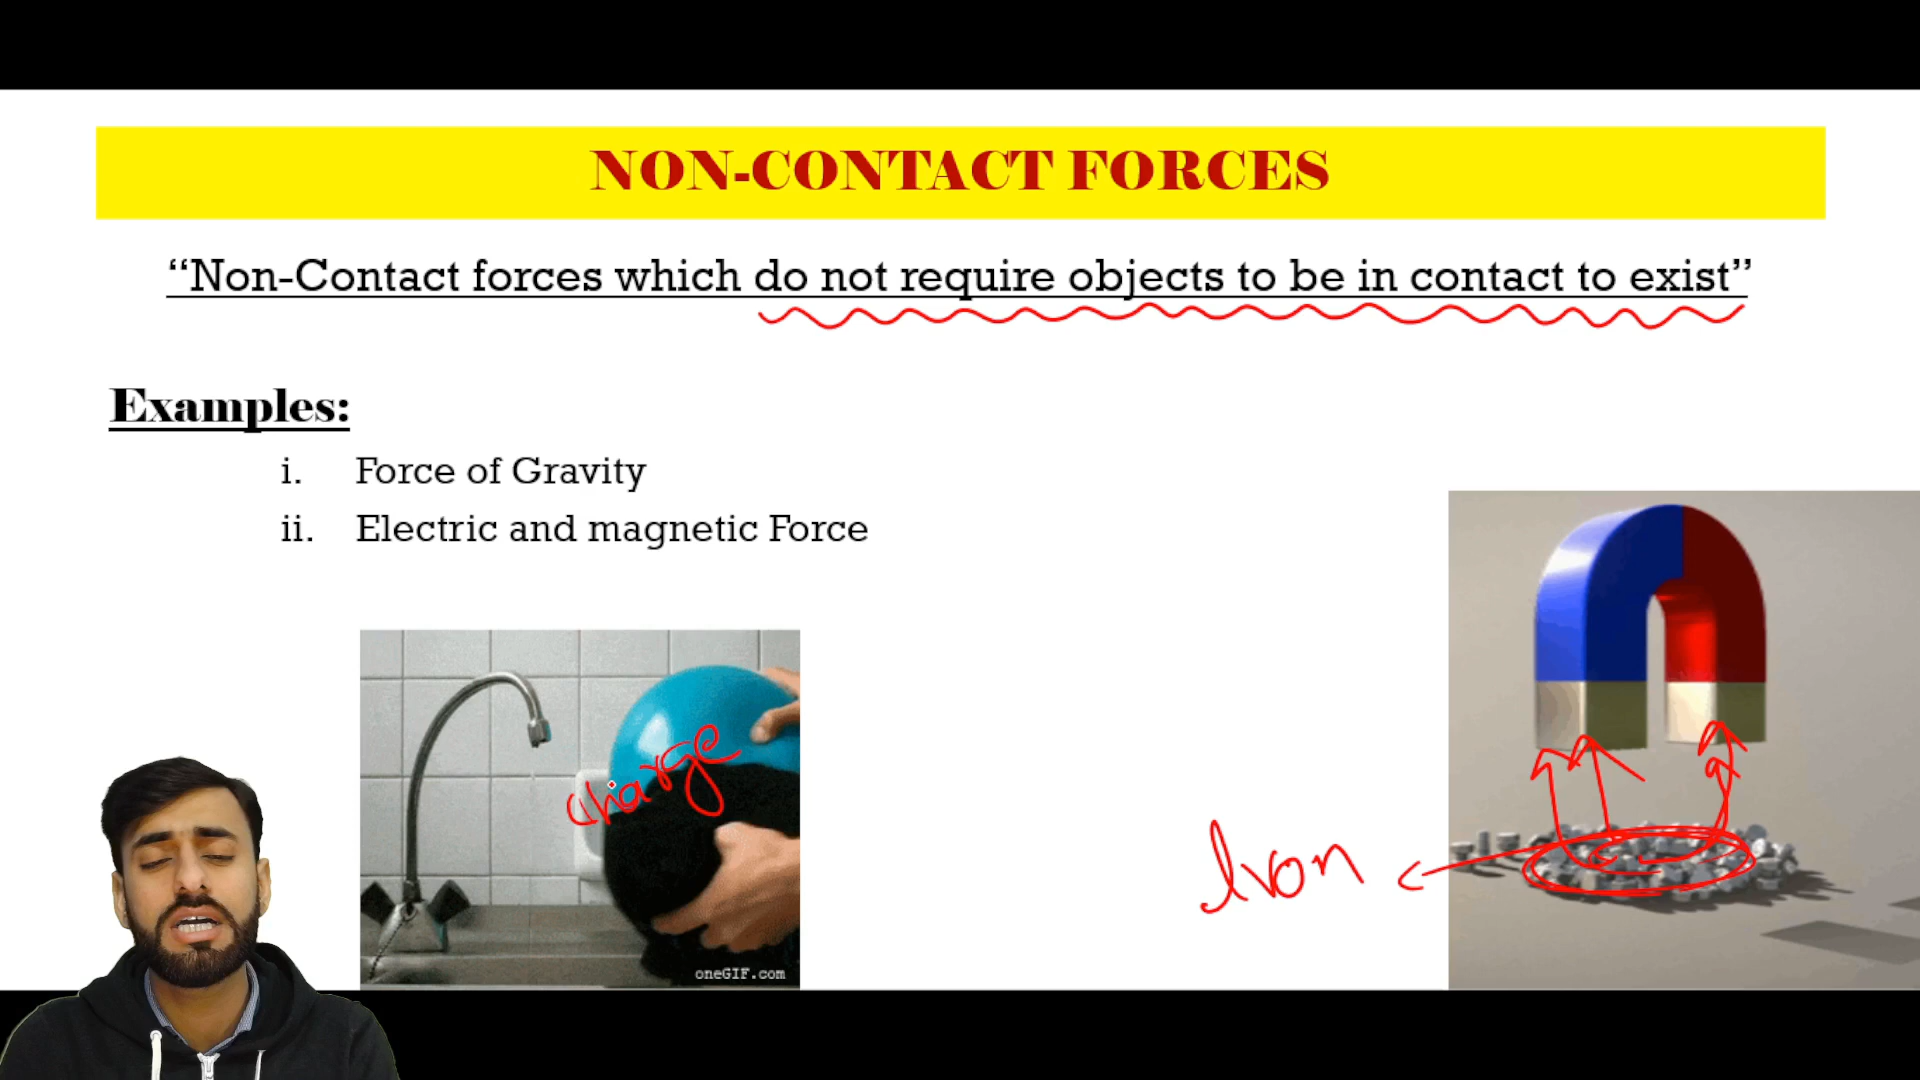 NON-CONTACT FORCES
“Non-Contact forces which do not require objects to be in contact to exist”
Examples:
i. Force of Gravity
ii. Electric and magnetic Force
charge
Iron
oneGIF.com